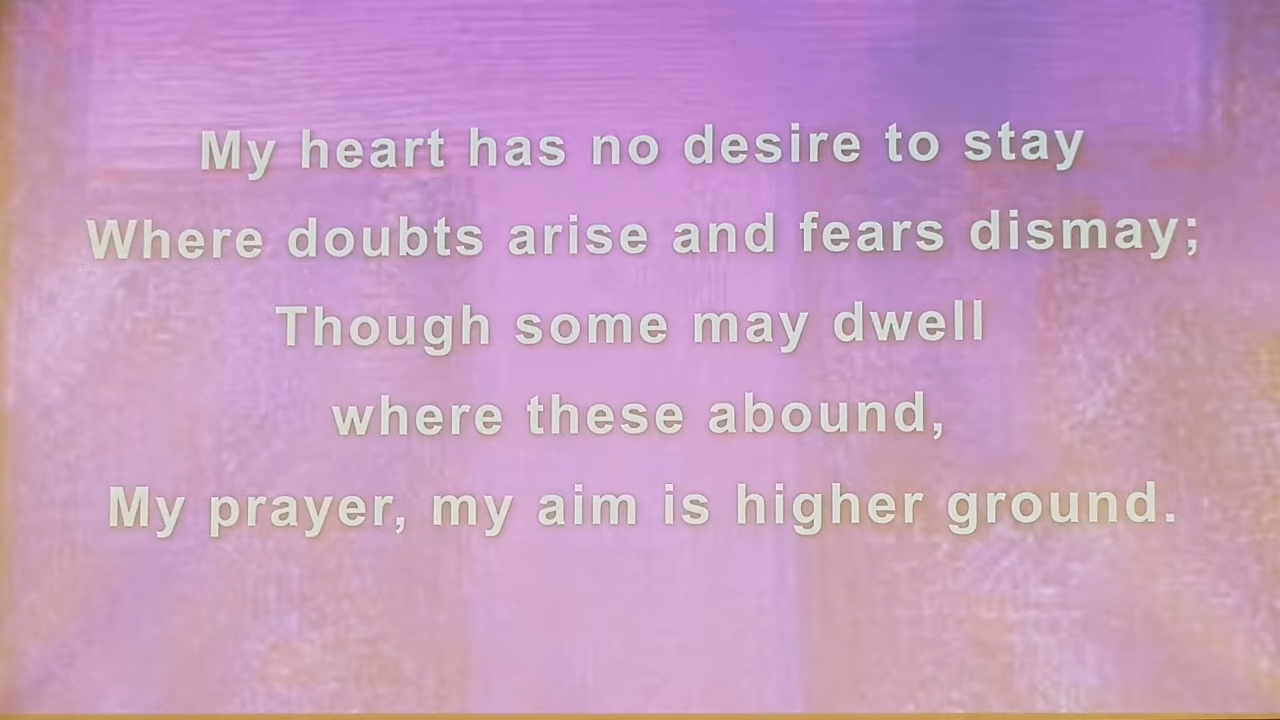 My heart has no desire to stay
Where doubts arise and fears dismay;
Though some may dwell
where these abound,
My prayer, my aim is higher ground.